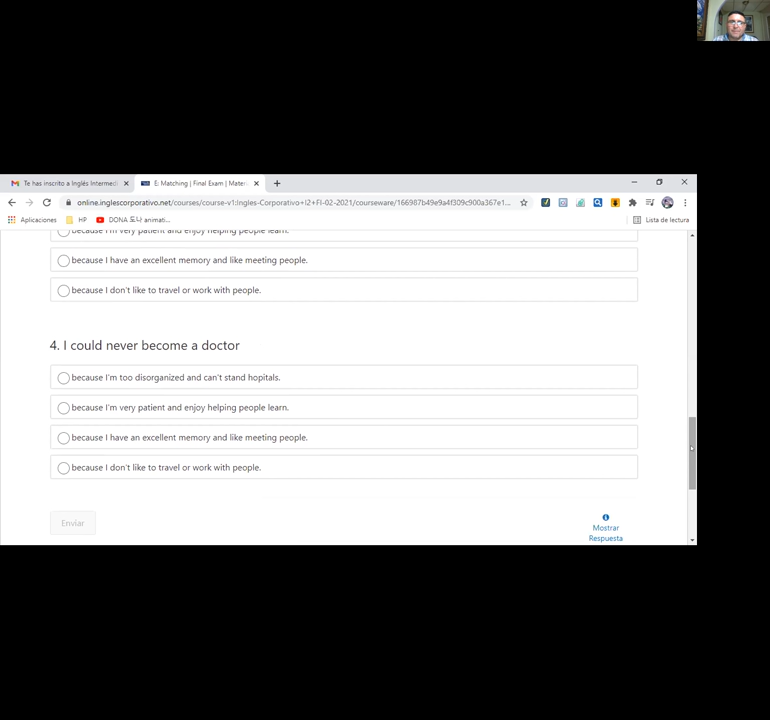 Te has inscrito a Inglés Intermedi
E: Matching | Final Exam | Mater
online.inglescorporativo.net/courses/course-v1:Ingles-Corporativo+I2+FI-02-2021/courseware/166987b49e9a4f309c900a367e1...
Aplicaciones
HP
DONA 도나 animati...
Lista de lectura
because I'm very patient and enjoy helping people learn.
because I have an excellent memory and like meeting people.
because I don't like to travel or work with people.
4. I could never become a doctor
because I'm too disorganized and can't stand hopitals.
because I'm very patient and enjoy helping people learn.
because I have an excellent memory and like meeting people.
because I don't like to travel or work with people.
Enviar
Mostrar
Respuesta